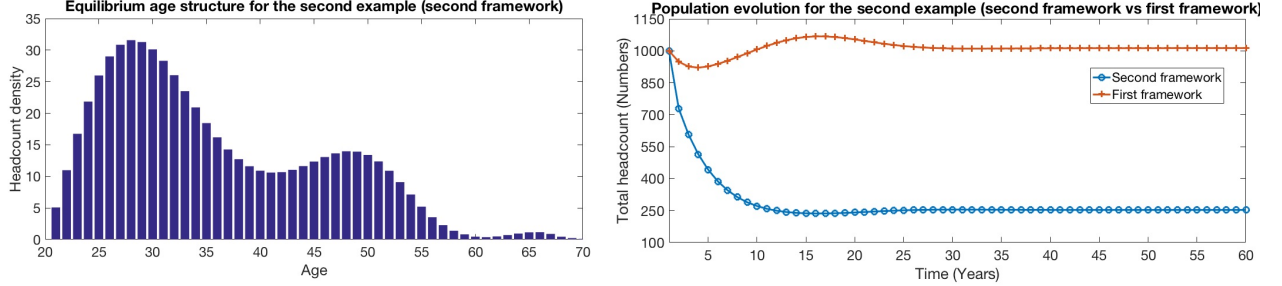 Equilibrium age structure for the second example (second framework)
35
30
25
20
15
10
5
0
Headcount density
20 25 30 35 40 45 50 55 60 65 70
Age
Population evolution for the second example (second framework vs first framework)
1150
1000
850
700
550
400
250
100
Total headcount (Numbers)
Second framework
First framework
5 10 15 20 25 30 35 40 45 50 55 60
Time (Years)